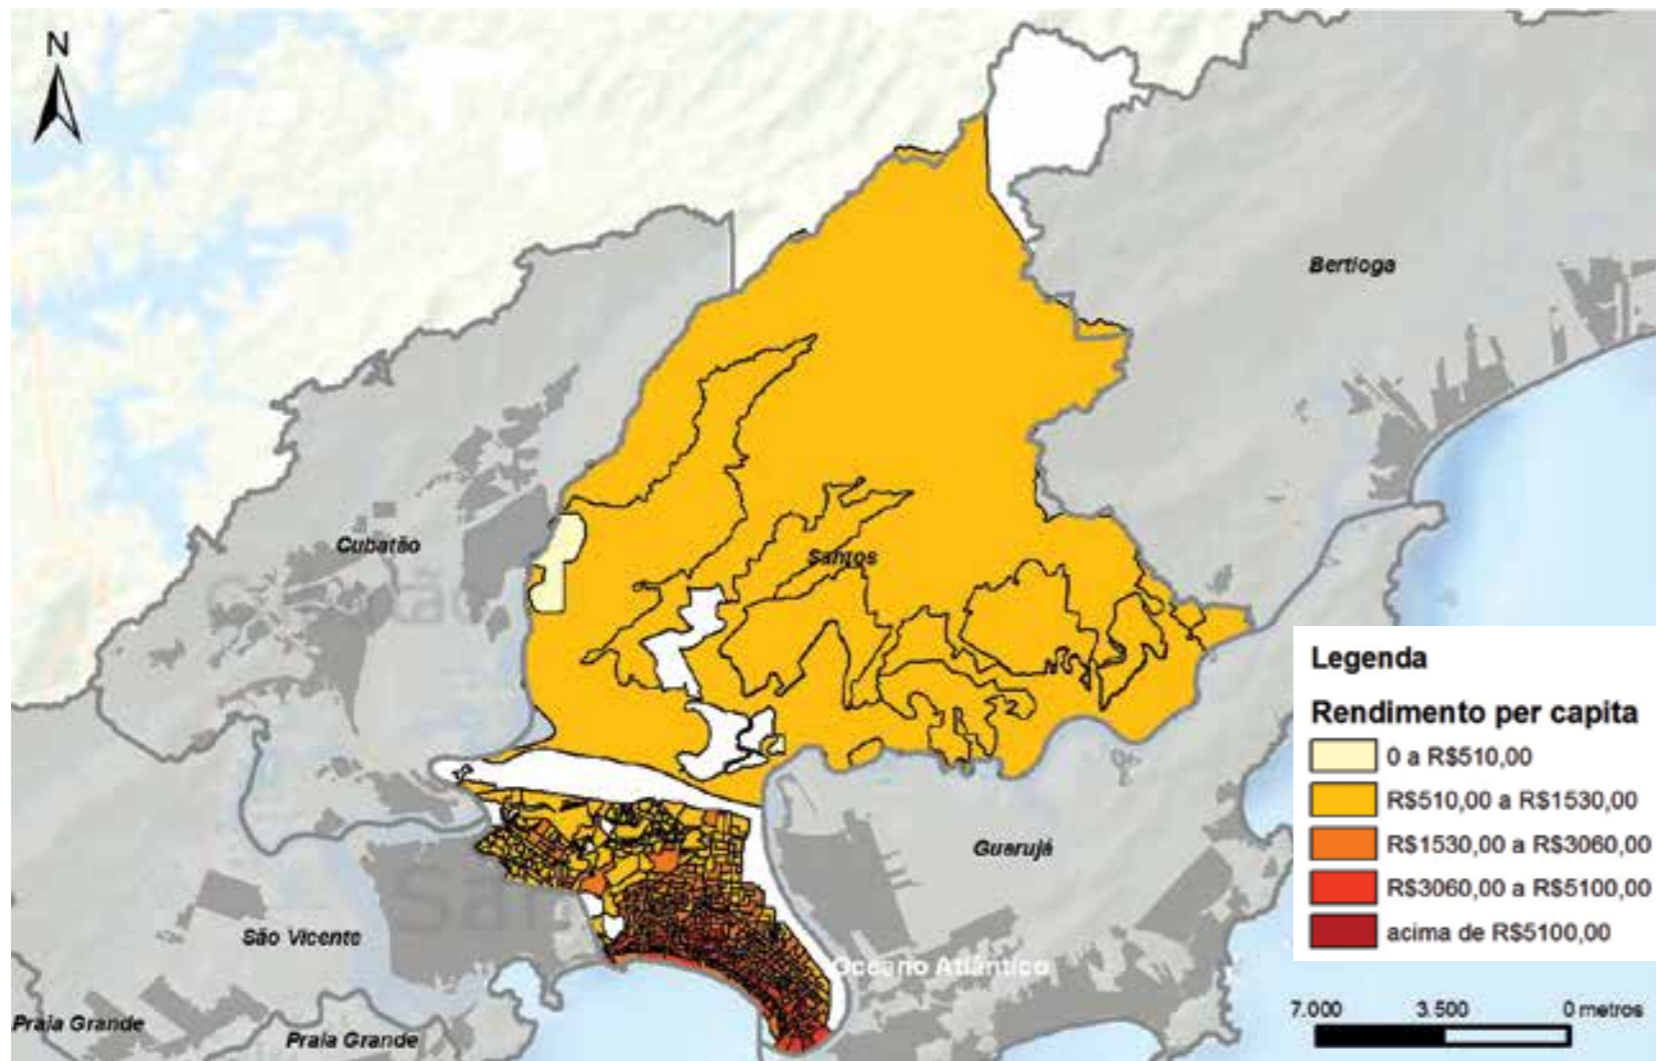 N
Bertioga
Cubatão
Santos
Legenda
Rendimento per capita
0 a R$510,00
R$510,00 a R$1530,00
R$1530,00 a R$3060,00
R$3060,00 a R$5100,00
acima de R$5100,00
Guarujá
São Vicente
Oceano Atlântico
Praia Grande
Praia Grande
7.000 3.500 0 metros